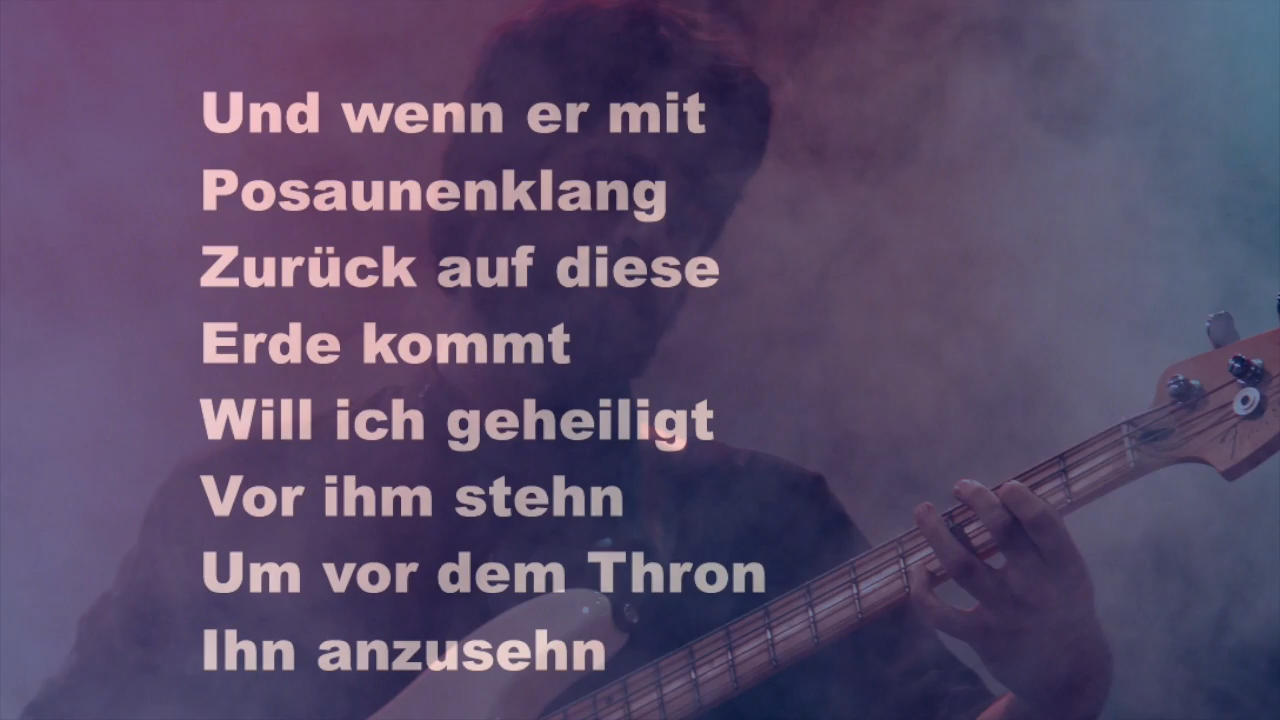 Und wenn er mit
Posaunenklang
Zurück auf diese
Erde kommt
Will ich geheiligt
Vor ihm stehn
Um vor dem Thron
Ihn anzusehn